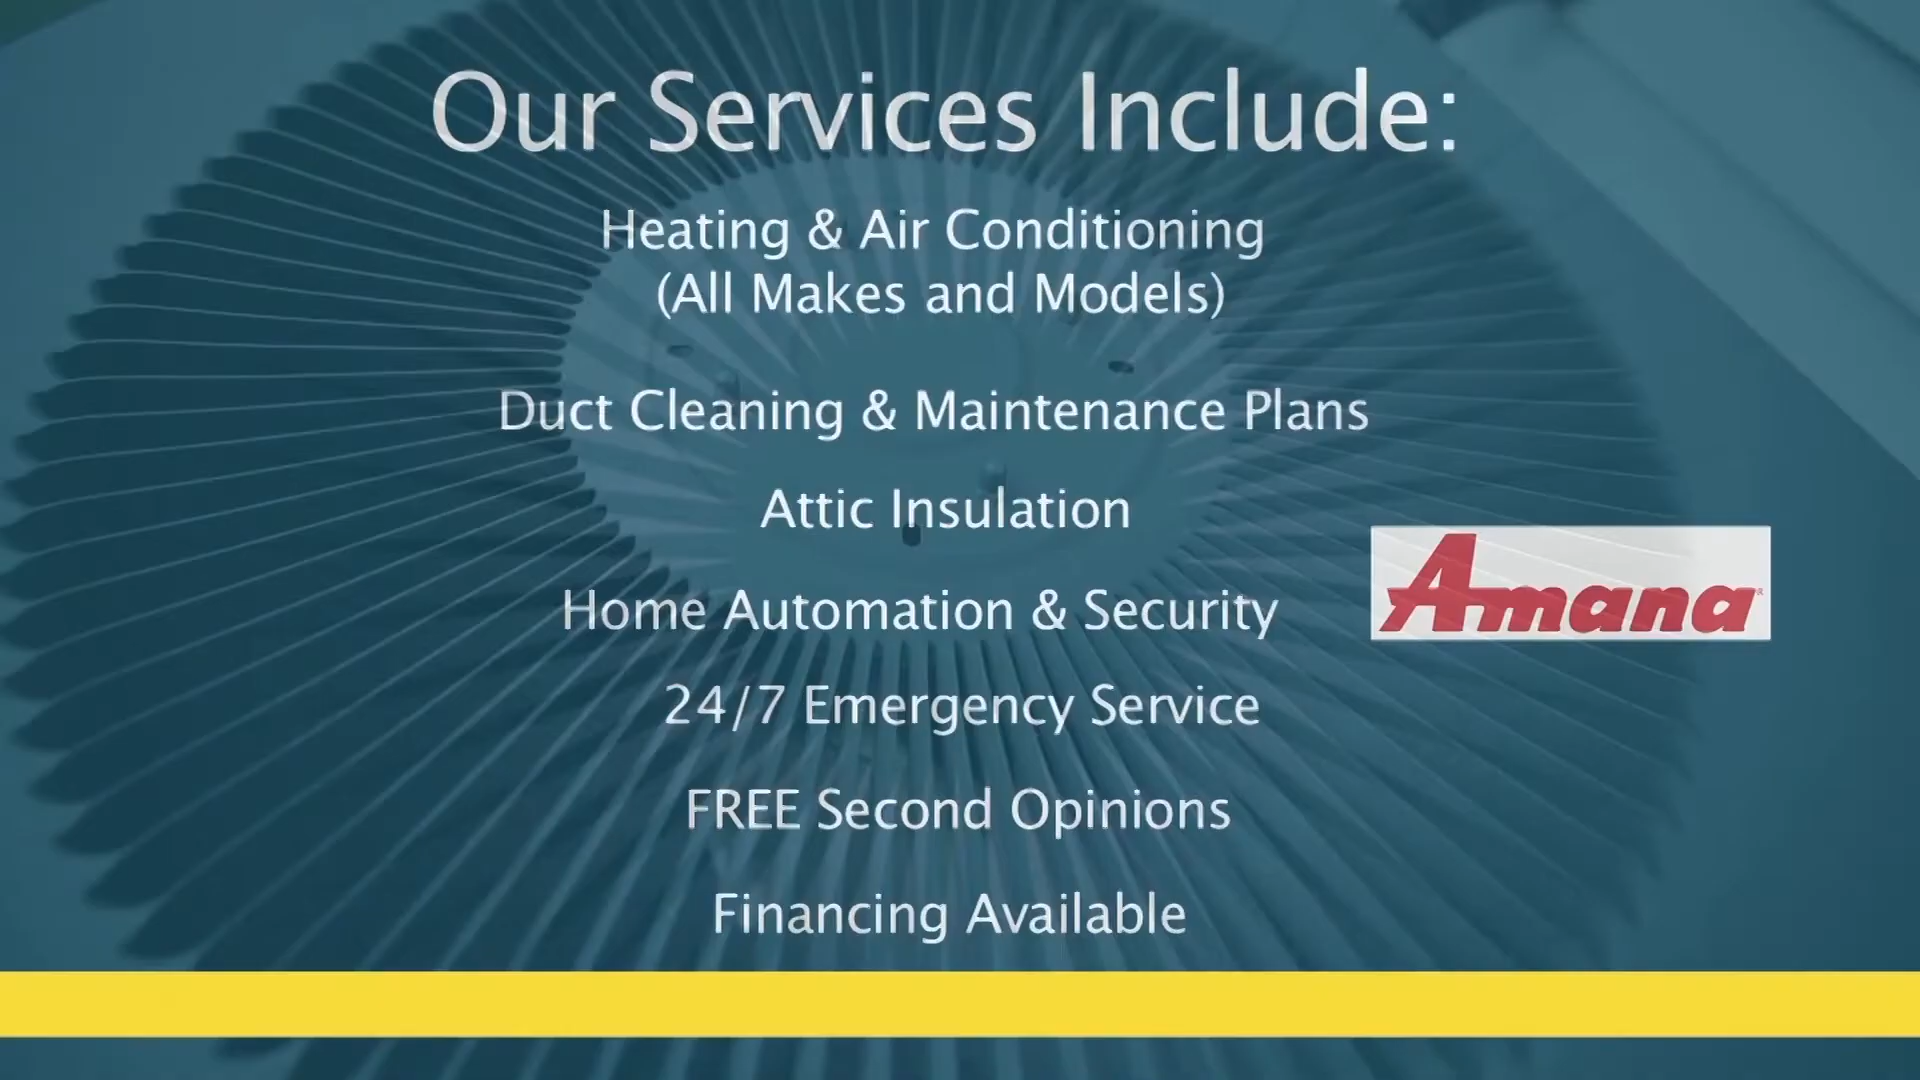 Our Services Include:
Heating & Air Conditioning
(All Makes and Models)
Duct Cleaning & Maintenance Plans
Attic Insulation
Home Automation & Security
Amana®
24/7 Emergency Service
FREE Second Opinions
Financing Available